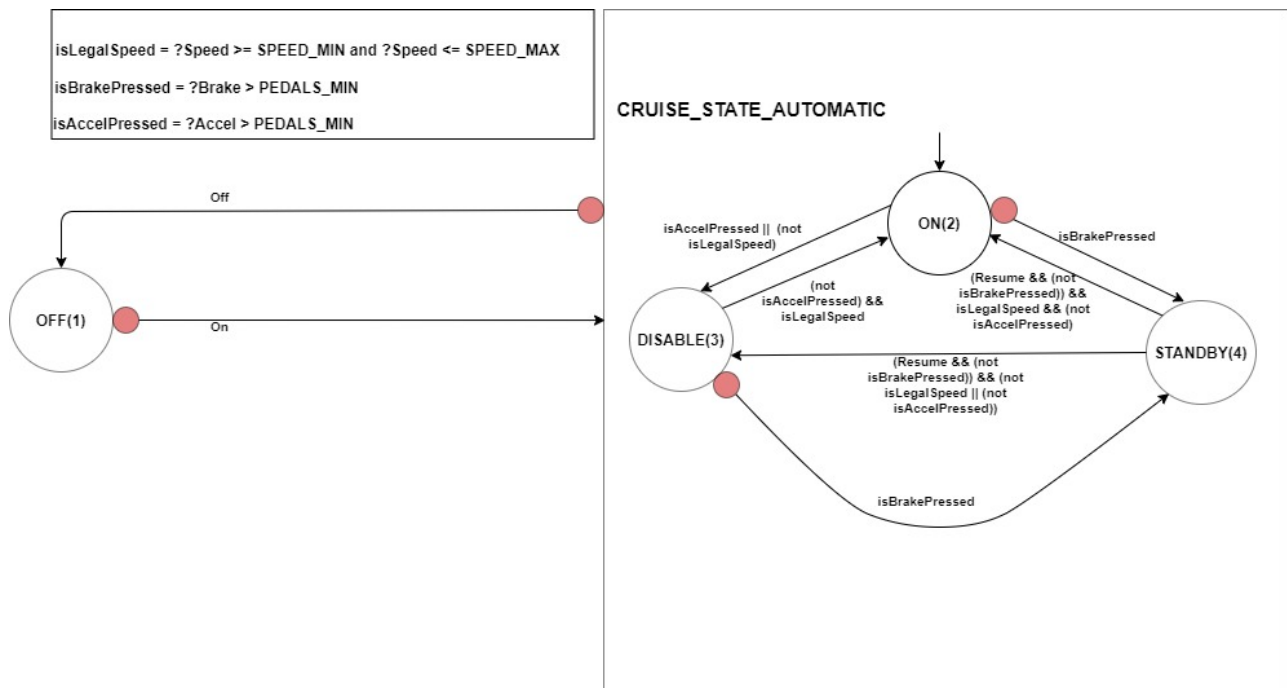 isLegalSpeed = ?Speed >= SPEED_MIN and ?Speed <= SPEED_MAX
isBrakePressed = ?Brake > PEDALS_MIN
isAccelPressed = ?Accel > PEDALS_MIN
CRUISE_STATE_AUTOMATIC
Off
OFF(1)
On
ON(2)
isAccelPressed || (not
isLegalSpeed)
isBrakePressed
(not
isAccelPressed) &&
isLegalSpeed
(Resume && (not
isBrakePressed)) &&
isLegalSpeed && (not
isAccelPressed)
DISABLE(3)
STANDBY(4)
(Resume && (not
isBrakePressed)) && (not
isLegalSpeed || (not
isAccelPressed))
isBrakePressed